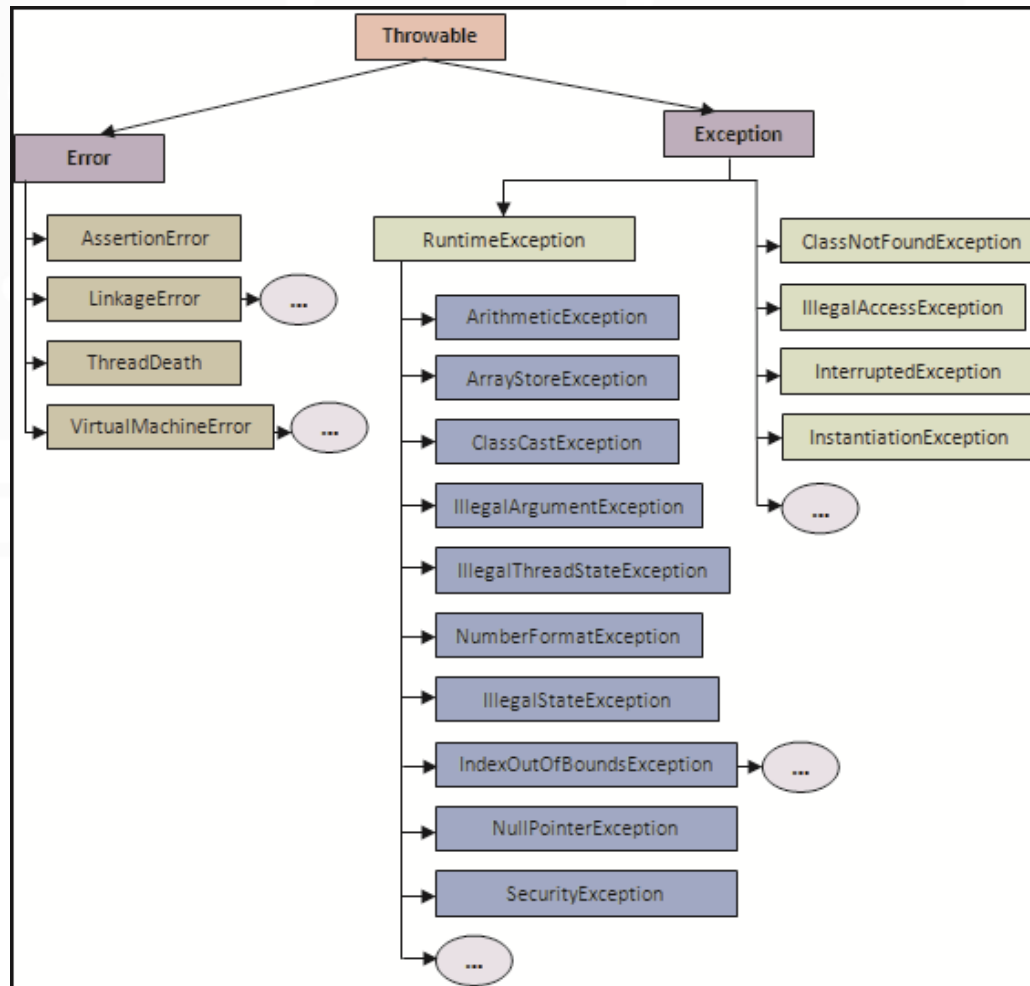 Throwable
Error
Exception
AssertionError
LinkageError
...
ThreadDeath
VirtualMachineError
...
RuntimeException
ArithmeticException
ArrayStoreException
ClassCastException
IllegalArgumentException
IllegalThreadStateException
NumberFormatException
IllegalStateException
IndexOutOfBoundsException
...
NullPointerException
SecurityException
...
ClassNotFoundException
IllegalAccessException
InterruptedException
InstantiationException
...